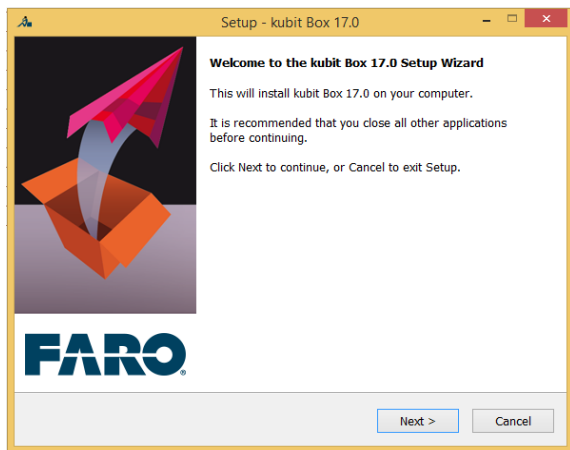 Setup - kubit Box 17.0
Welcome to the kubit Box 17.0 Setup Wizard
This will install kubit Box 17.0 on your computer.
It is recommended that you close all other applications
before continuing.
Click Next to continue, or Cancel to exit Setup.
FARO
Next >
Cancel